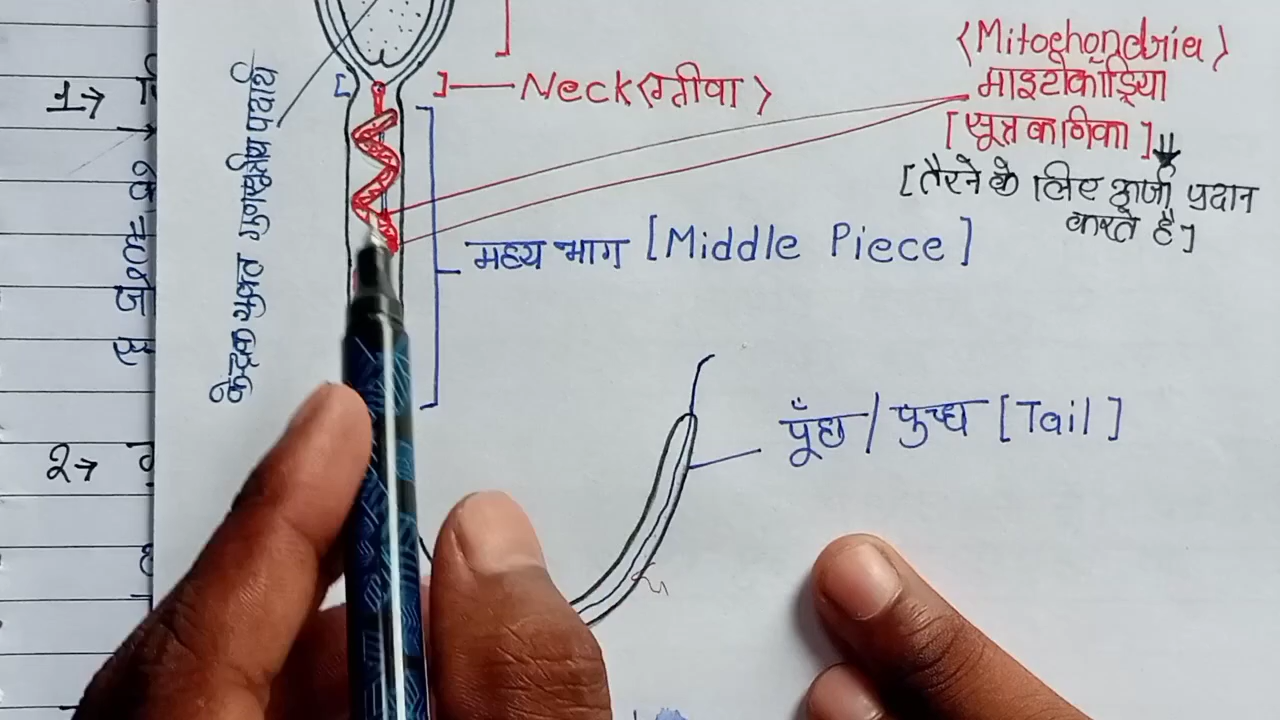 Neck <ग्रीवा>
<Mitochondria>
माइटोकॉंड्रिया
[सूत्र कणिका]
[तैरने के लिए ऊर्जा प्रदान
करते है]
मध्य भाग [Middle Piece]
पूँछ / पुच्छ [Tail]
केन्द्रक युक्त गुणसूत्रीय पदार्थ
1→
2→